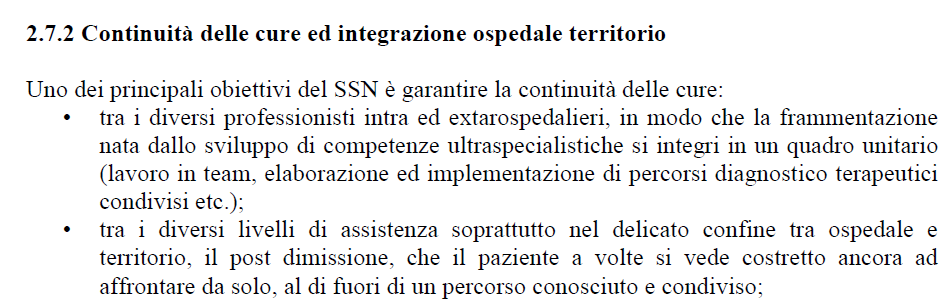 2.7.2 Continuità delle cure ed integrazione ospedale territorio
Uno dei principali obiettivi del SSN è garantire la continuità delle cure:
• tra i diversi professionisti intra ed extarospedalieri, in modo che la frammentazione
nata dallo sviluppo di competenze ultraspecialistiche si integri in un quadro unitario
(lavoro in team, elaborazione ed implementazione di percorsi diagnostico terapeutici
condivisi etc.);
• tra i diversi livelli di assistenza soprattutto nel delicato confine tra ospedale e
territorio, il post dimissione, che il paziente a volte si vede costretto ancora ad
affrontare da solo, al di fuori di un percorso conosciuto e condiviso;